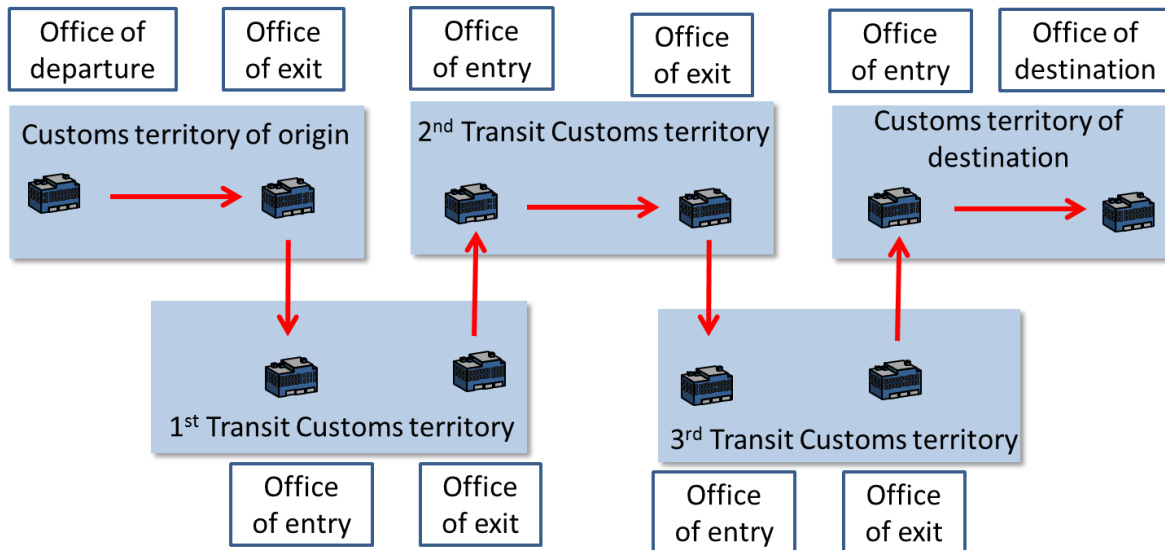 Office of
departure
Office
of exit
Office
of entry
Office
of exit
Office
of entry
Office of
destination
Customs territory of origin
2nd Transit Customs territory
Customs territory of
destination
1st Transit Customs territory
3rd Transit Customs territory
Office
of entry
Office
of exit
Office
of entry
Office
of exit